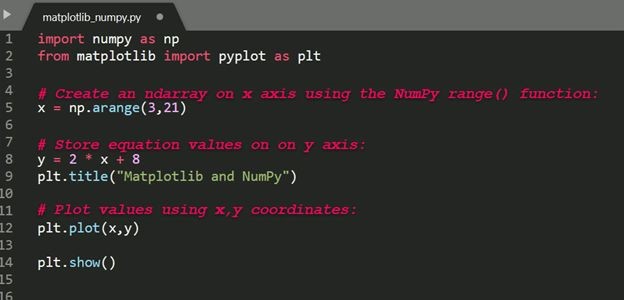 matplotlib_numpy.py
1 import numpy as np
2 from matplotlib import pyplot as plt
3
4 # Create an ndarray on x axis using the NumPy range() function:
5 x = np.arange(3,21)
6
7 # Store equation values on on y axis:
8 y = 2 * x + 8
9 plt.title("Matplotlib and NumPy")
10
11 # Plot values using x,y coordinates:
12 plt.plot(x,y)
13
14 plt.show()
15
16